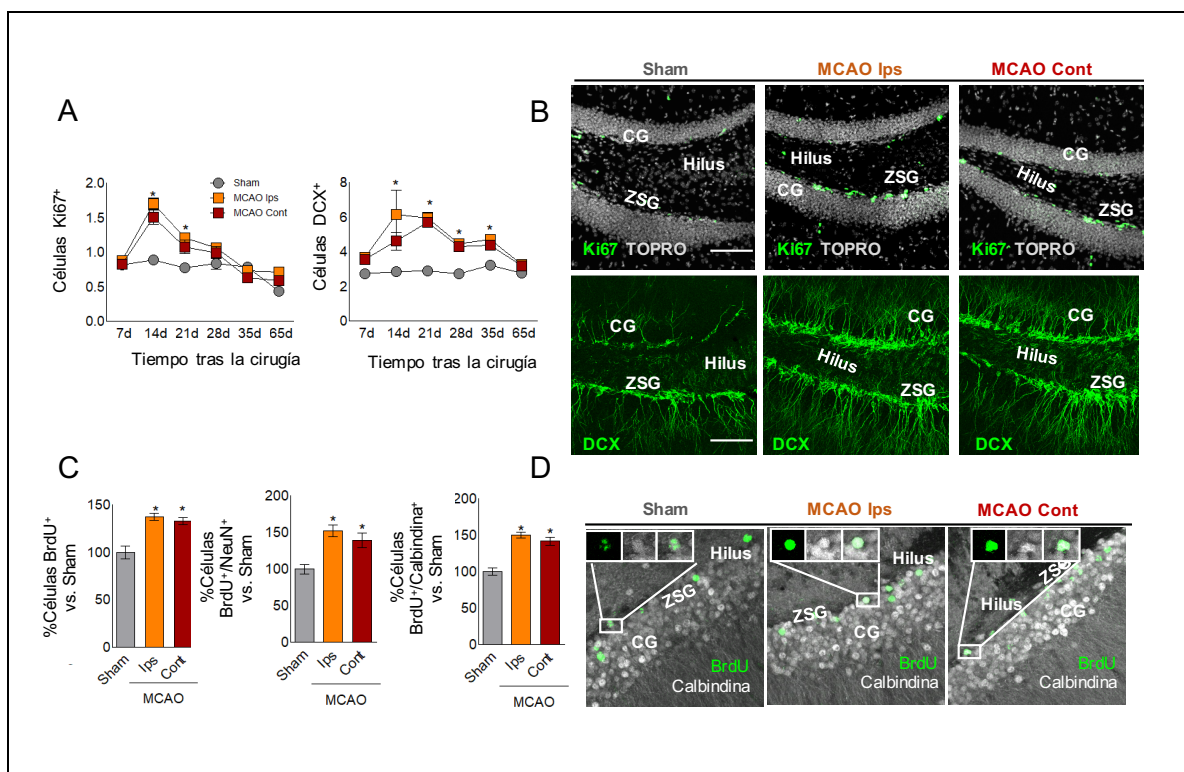 A
Células Ki67⁺
2.0
1.5
1.0
0.5
0.0
*
*
Sham
MCAO Ips
MCAO Cont
7d 14d 21d 28d 35d 65d
Tiempo tras la cirugía
Células DCX⁺
8
6
4
2
0
*
*
*
*
7d 14d 21d 28d 35d 65d
Tiempo tras la cirugía
B
Sham
MCAO Ips
MCAO Cont
CG
Hilus
ZSG
Ki67 TOPRO
Hilus
CG
ZSG
Ki67 TOPRO
CG
Hilus
ZSG
Ki67 TOPRO
CG
Hilus
ZSG
DCX
CG
Hilus
ZSG
DCX
CG
Hilus
ZSG
DCX
C
%Células BrdU⁺
vs. Sham
150
100
50
0
* *
Sham
Ips
Cont
MCAO
%Células
BrdU⁺/NeuN⁺
vs. Sham
200
150
100
50
0
* *
Sham
Ips
Cont
MCAO
%Células
BrdU⁺/Calbindina⁺
vs. Sham
200
150
100
50
0
* *
Sham
Ips
Cont
MCAO
D
Sham
MCAO Ips
MCAO Cont
Hilus
ZSG
CG
BrdU
Calbindina
Hilus
ZSG
CG
BrdU
Calbindina
ZSG
Hilus
CG
BrdU
Calbindina